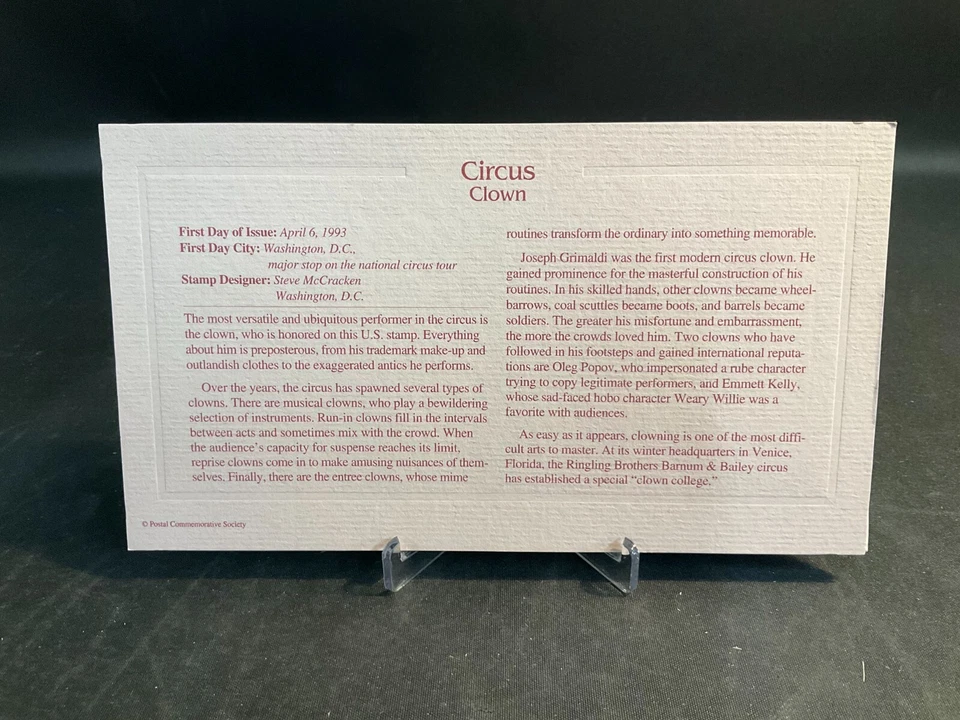 Circus
Clown
First Day of Issue: April 6, 1993
First Day City: Washington, D.C.,
major stop on the national circus tour
Stamp Designer: Steve McCracken
Washington, D.C.
The most versatile and ubiquitous performer in the circus is
the clown, who is honored on this U.S. stamp. Everything
about him is preposterous, from his trademark make-up and
outlandish clothes to the exaggerated antics he performs.
Over the years, the circus has spawned several types of
clowns. There are musical clowns, who play a bewildering
selection of instruments. Run-in clowns fill in the intervals
between acts and sometimes mix with the crowd. When
the audience's capacity for suspense reaches its limit,
reprise clowns come in to make amusing nuisances of them-
selves. Finally, there are the entree clowns, whose mime
routines transform the ordinary into something memorable.
Joseph Grimaldi was the first modern circus clown. He
gained prominence for the masterful construction of his
routines. In his skilled hands, other clowns became wheel-
barrows, coal scuttles became boots, and barrels became
soldiers. The greater his misfortune and embarrassment,
the more the crowds loved him. Two clowns who have
followed in his footsteps and gained international reputa-
tions are Oleg Popov, who impersonated a rube character
trying to copy legitimate performers, and Emmett Kelly,
whose sad-faced hobo character Weary Willie was a
favorite with audiences.
As easy as it appears, clowning is one of the most diffi-
cult arts to master. At its winter headquarters in Venice,
Florida, the Ringling Brothers Barnum & Bailey circus
has established a special "clown college."
© Postal Commemorative Society